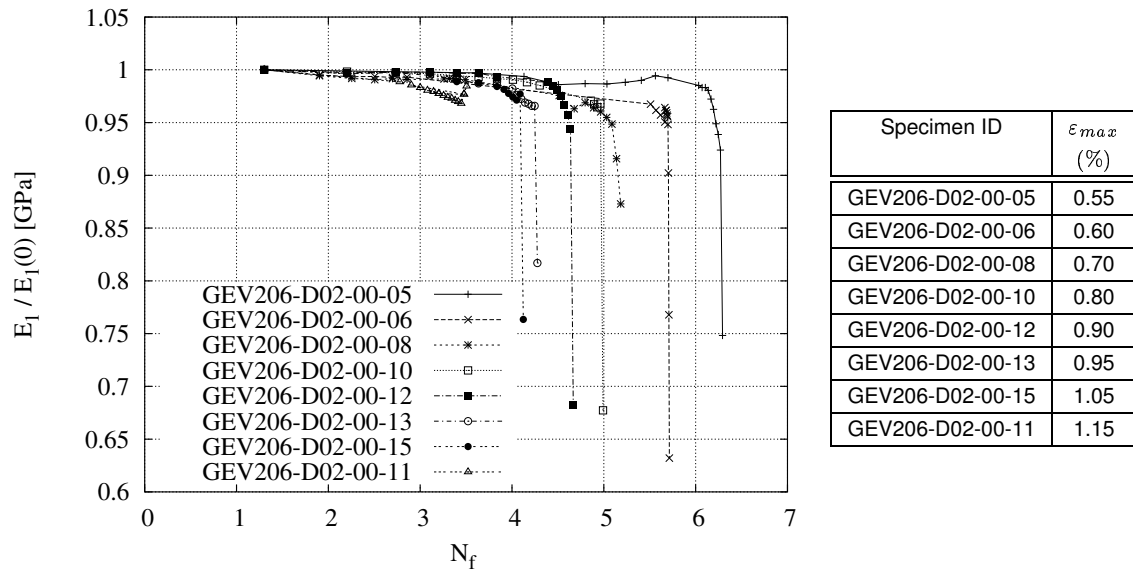 1.05
1
0.95
0.9
0.85
0.8
0.75
0.7
0.65
0.6
E1 / E1(0) [GPa]
GEV206-D02-00-05
GEV206-D02-00-06
GEV206-D02-00-08
GEV206-D02-00-10
GEV206-D02-00-12
GEV206-D02-00-13
GEV206-D02-00-15
GEV206-D02-00-11
0 1 2 3 4 5 6 7
Nf
Specimen ID εmax (%)
GEV206-D02-00-05 0.55
GEV206-D02-00-06 0.60
GEV206-D02-00-08 0.70
GEV206-D02-00-10 0.80
GEV206-D02-00-12 0.90
GEV206-D02-00-13 0.95
GEV206-D02-00-15 1.05
GEV206-D02-00-11 1.15